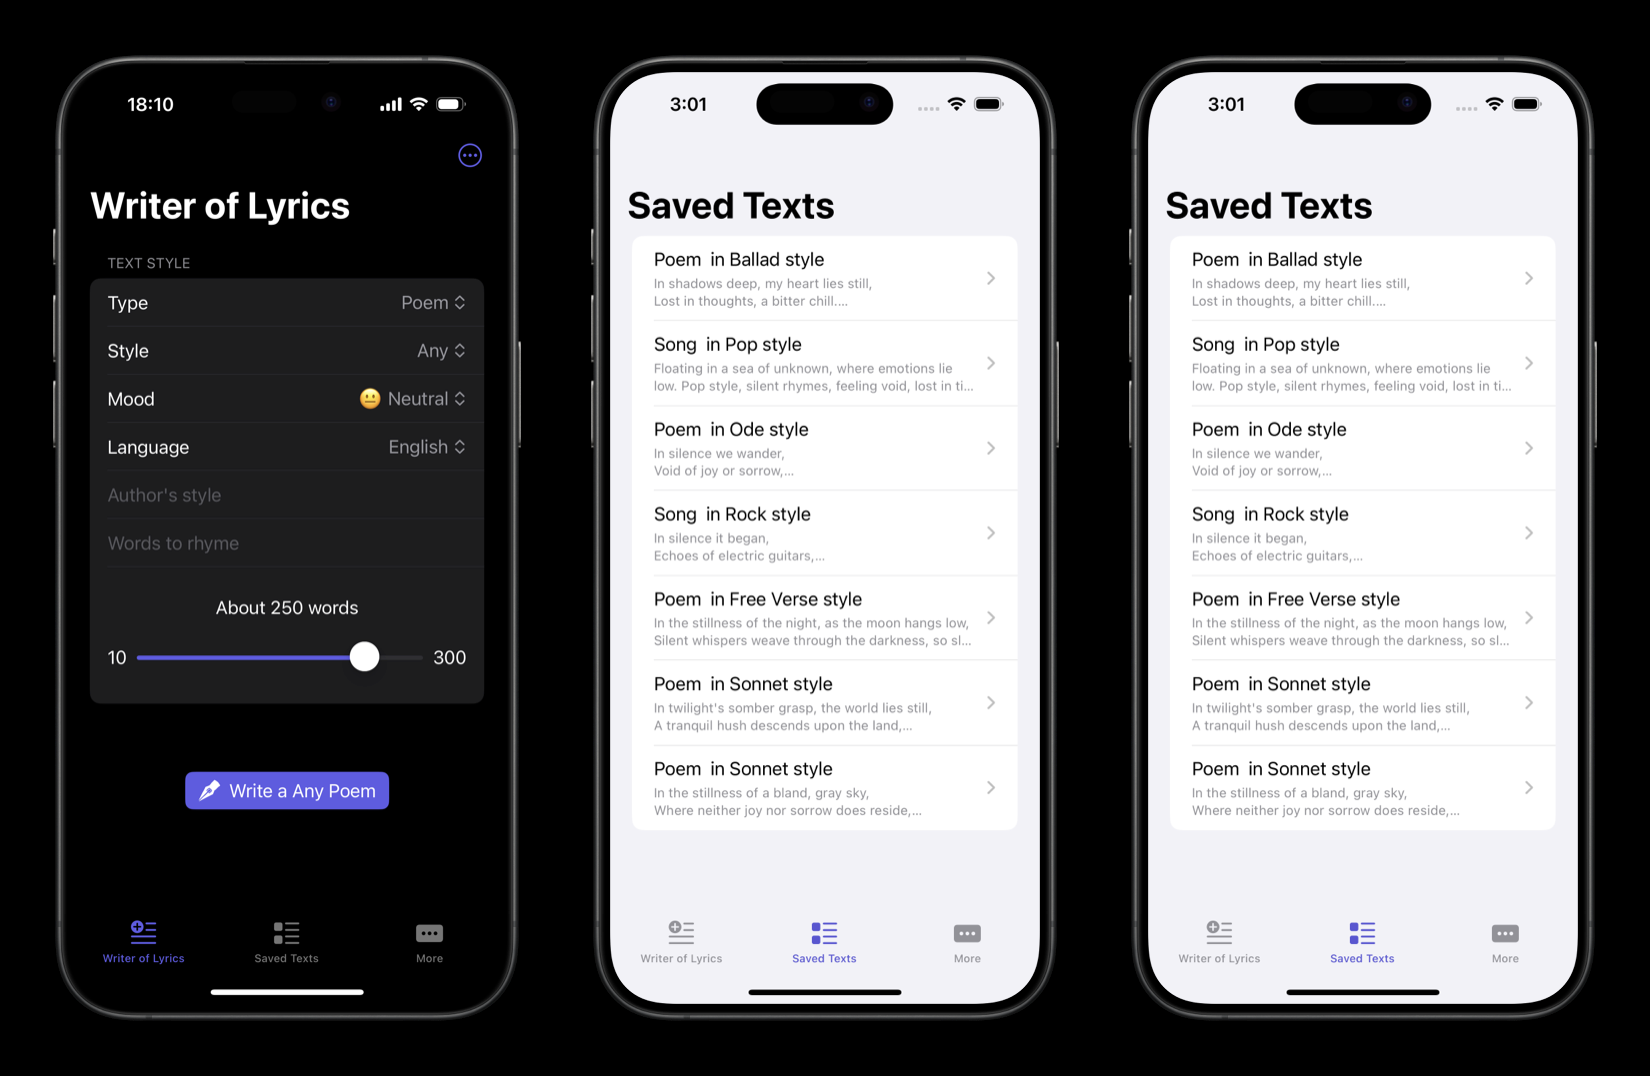 18:10
Writer of Lyrics
TEXT STYLE
Type Poem
Style Any
Mood 😐 Neutral
Language English
Author's style
Words to rhyme
About 250 words
10 300
Write a Any Poem
Writer of Lyrics Saved Texts More
3:01
Saved Texts
Poem in Ballad style
In shadows deep, my heart lies still,
Lost in thoughts, a bitter chill....
Song in Pop style
Floating in a sea of unknown, where emotions lie
low. Pop style, silent rhymes, feeling void, lost in ti...
Poem in Ode style
In silence we wander,
Void of joy or sorrow,...
Song in Rock style
In silence it began,
Echoes of electric guitars,...
Poem in Free Verse style
In the stillness of the night, as the moon hangs low,
Silent whispers weave through the darkness, so sl...
Poem in Sonnet style
In twilight's somber grasp, the world lies still,
A tranquil hush descends upon the land,...
Poem in Sonnet style
In the stillness of a bland, gray sky,
Where neither joy nor sorrow does reside,...
Writer of Lyrics Saved Texts More
3:01
Saved Texts
Poem in Ballad style
In shadows deep, my heart lies still,
Lost in thoughts, a bitter chill....
Song in Pop style
Floating in a sea of unknown, where emotions lie
low. Pop style, silent rhymes, feeling void, lost in ti...
Poem in Ode style
In silence we wander,
Void of joy or sorrow,...
Song in Rock style
In silence it began,
Echoes of electric guitars,...
Poem in Free Verse style
In the stillness of the night, as the moon hangs low,
Silent whispers weave through the darkness, so sl...
Poem in Sonnet style
In twilight's somber grasp, the world lies still,
A tranquil hush descends upon the land,...
Poem in Sonnet style
In the stillness of a bland, gray sky,
Where neither joy nor sorrow does reside,...
Writer of Lyrics Saved Texts More